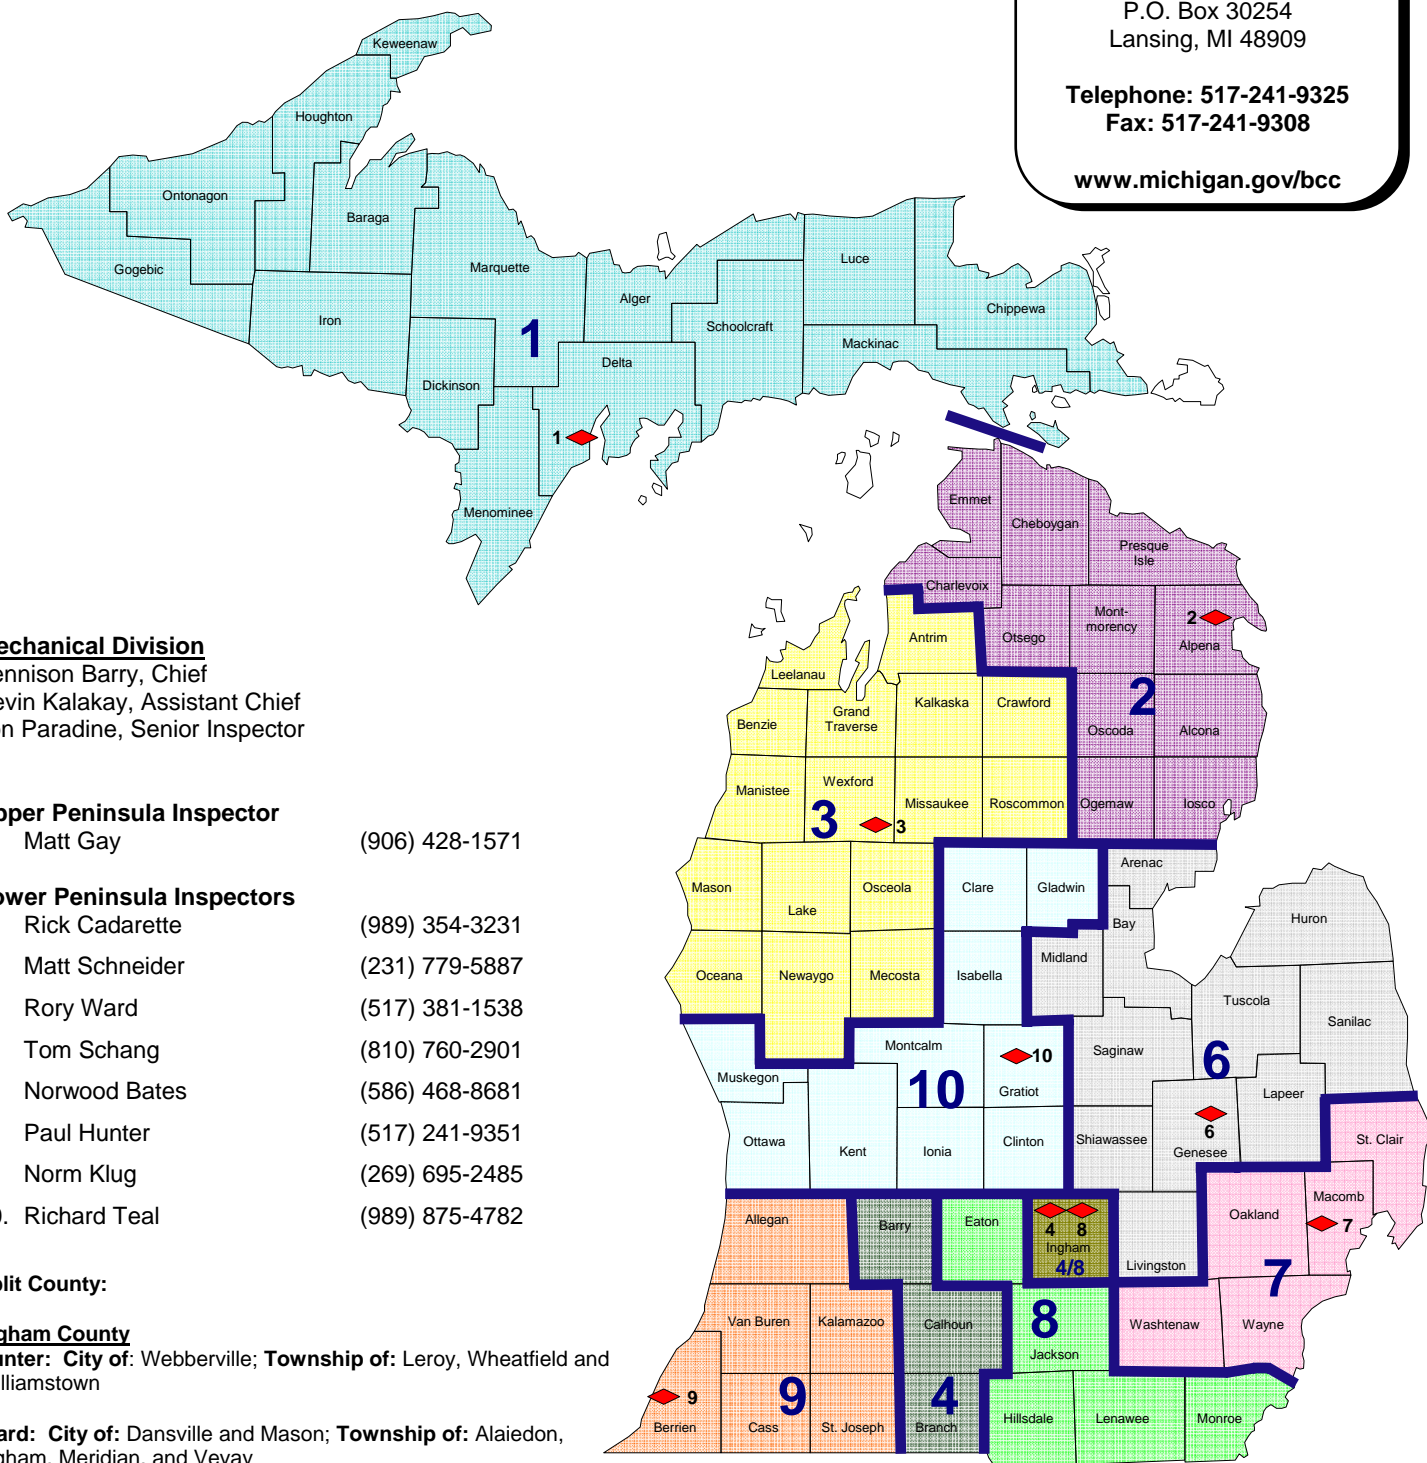 P.O. Box 30254
Lansing, MI 48909
Telephone: 517-241-9325
Fax: 517-241-9308
www.michigan.gov/bcc
Keweenaw
Houghton
Ontonagon
Baraga
Gogebic
Marquette
Iron
Alger
Luce
Chippewa
Schoolcraft
Mackinac
1
Delta
Dickinson
1
Menominee
Emmet
Cheboygan
Presque
Isle
Charlevoix
Antrim
Otsego
Mont-
morency
2
Alpena
Leelanau
Benzie
Grand
Traverse
Kalkaska
Crawford
Oscoda
2
Alcona
Manistee
Wexford
Missaukee
Roscommon
Ogemaw
Iosco
3
3
Mason
Lake
Osceola
Clare
Gladwin
Arenac
Bay
Huron
Oceana
Newaygo
Mecosta
Isabella
Midland
Tuscola
Sanilac
Muskegon
Montcalm
10
10
Gratiot
Saginaw
6
Lapeer
Ottawa
Kent
Ionia
Clinton
Shiawassee
6
Genesee
St. Clair
Allegan
Barry
Eaton
4 8
Ingham
4/8
Livingston
Oakland
Macomb
7
7
Van Buren
Kalamazoo
Calhoun
8
Jackson
Washtenaw
Wayne
9
Berrien
9
Cass
St. Joseph
4
Branch
Hillsdale
Lenawee
Monroe
echanical Division
ennison Barry, Chief
evin Kalakay, Assistant Chief
on Paradine, Senior Inspector
pper Peninsula Inspector
Matt Gay (906) 428-1571
ower Peninsula Inspectors
Rick Cadarette (989) 354-3231
Matt Schneider (231) 779-5887
Rory Ward (517) 381-1538
Tom Schang (810) 760-2901
Norwood Bates (586) 468-8681
Paul Hunter (517) 241-9351
Norm Klug (269) 695-2485
. Richard Teal (989) 875-4782
plit County:
gham County
unter: City of: Webberville; Township of: Leroy, Wheatfield and
lliamstown
ard: City of: Dansville and Mason; Township of: Alaiedon,
gham, Meridian, and Vevay